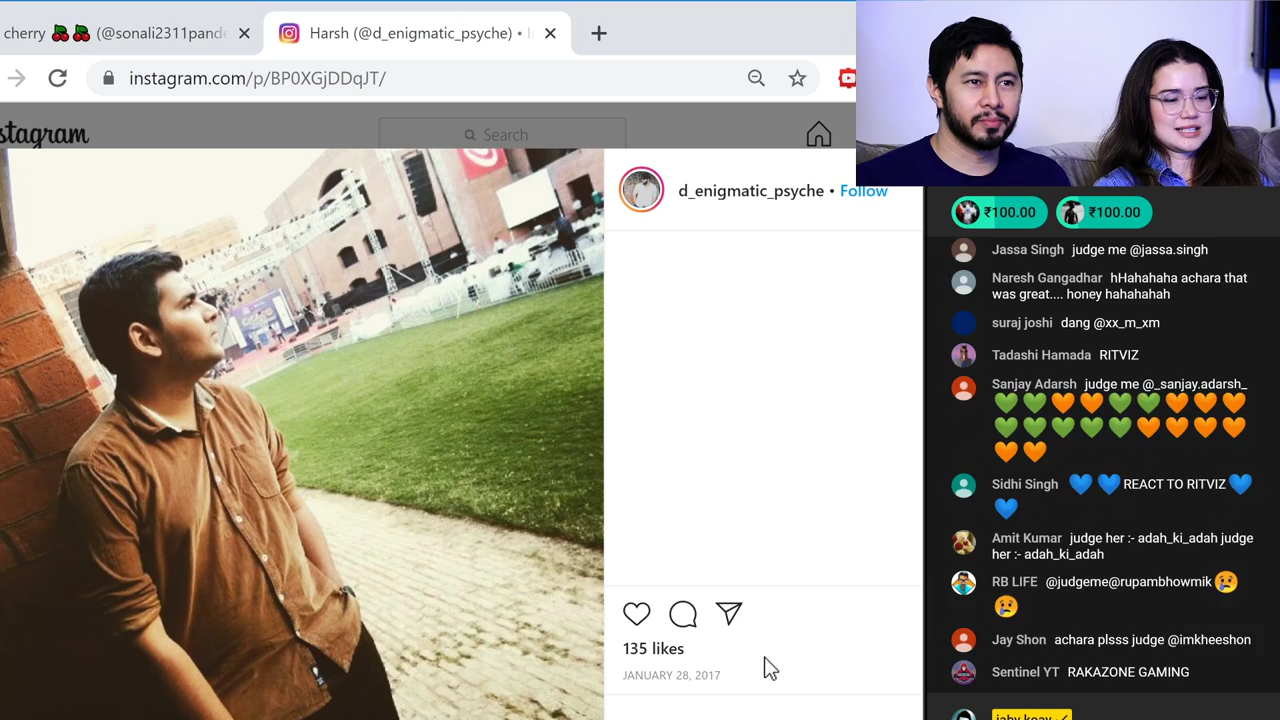 cherry 🍒🍒 (@sonali2311pand
Harsh (@d_enigmatic_psyche) •
instagram.com/p/BP0XGjDDqJT/
stagram
Search
d_enigmatic_psyche • Follow
135 likes
JANUARY 28, 2017
₹100.00 ₹100.00
Jassa Singh judge me @jassa.singh
Naresh Gangadhar hHahahaha achara that
was great.... honey hahahahah
suraj joshi dang @xx_m_xm
Tadashi Hamada RITVIZ
Sanjay Adarsh judge me @_sanjay.adarsh_
💚💚🧡🧡💚💚🧡🧡🧡
💚💚💚💚💚🧡🧡🧡🧡
🧡🧡
Sidhi Singh 💙💙REACT TO RITVIZ💙
💙
Amit Kumar judge her :- adah_ki_adah judge
her :- adah_ki_adah
RB LIFE @judgeme@rupambhowmik😢
😢
Jay Shon achara plsss judge @imkheeshon
Sentinel YT RAKAZONE GAMING
jaby koay